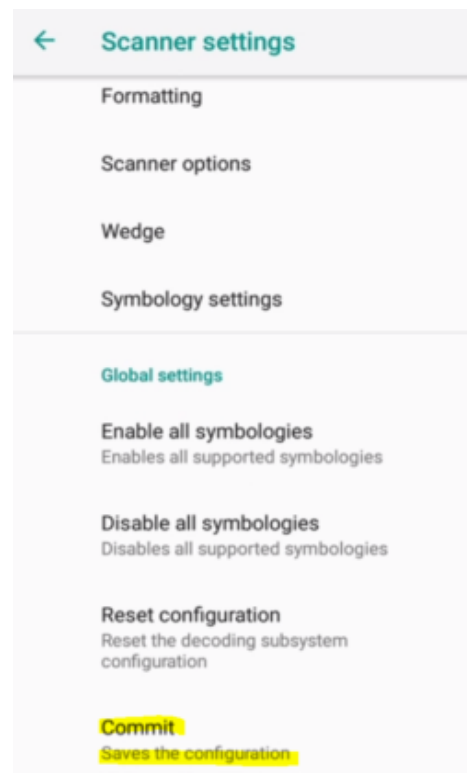 Scanner settings
Formatting
Scanner options
Wedge
Symbology settings
Global settings
Enable all symbologies
Enables all supported symbologies
Disable all symbologies
Disables all supported symbologies
Reset configuration
Reset the decoding subsystem
configuration
Commit
Saves the configuration